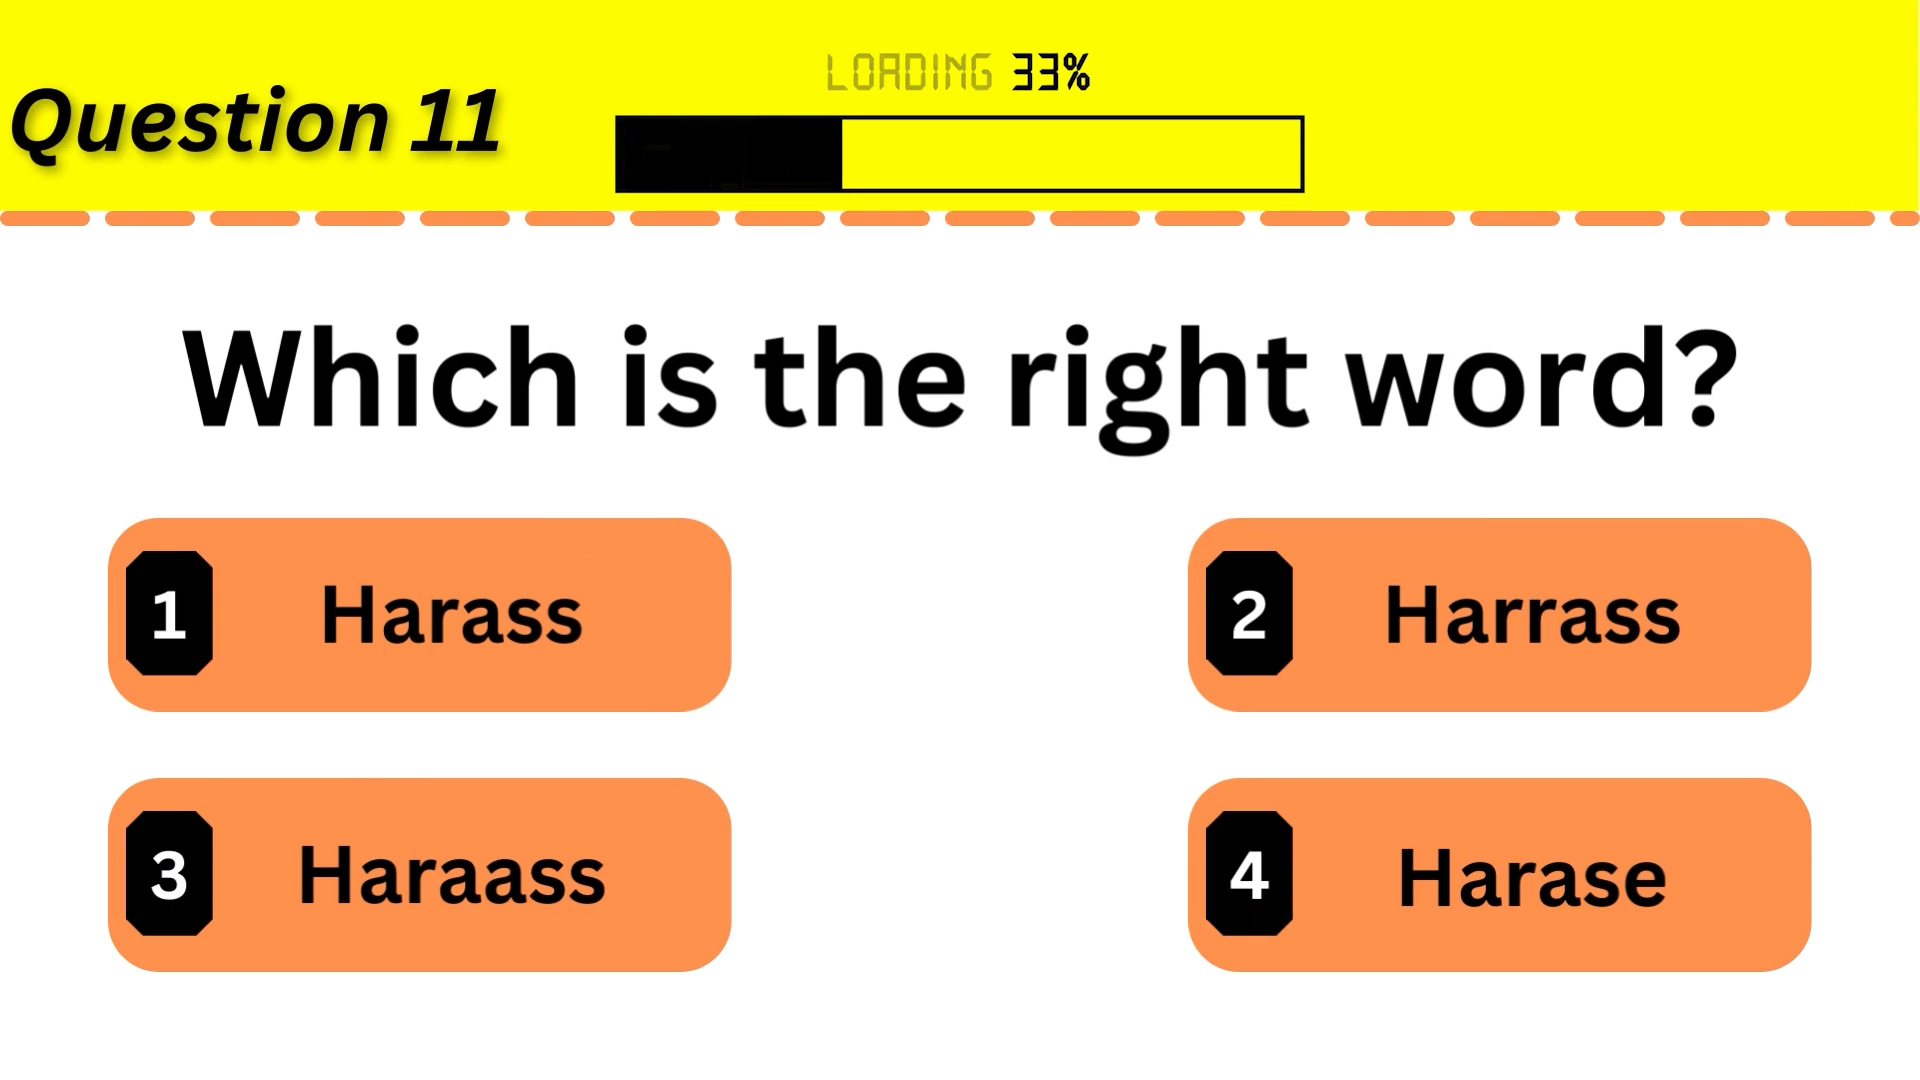 LOADING 33%
Question 11
Which is the right word?
1 Harass
2 Harrass
3 Haraass
4 Harase